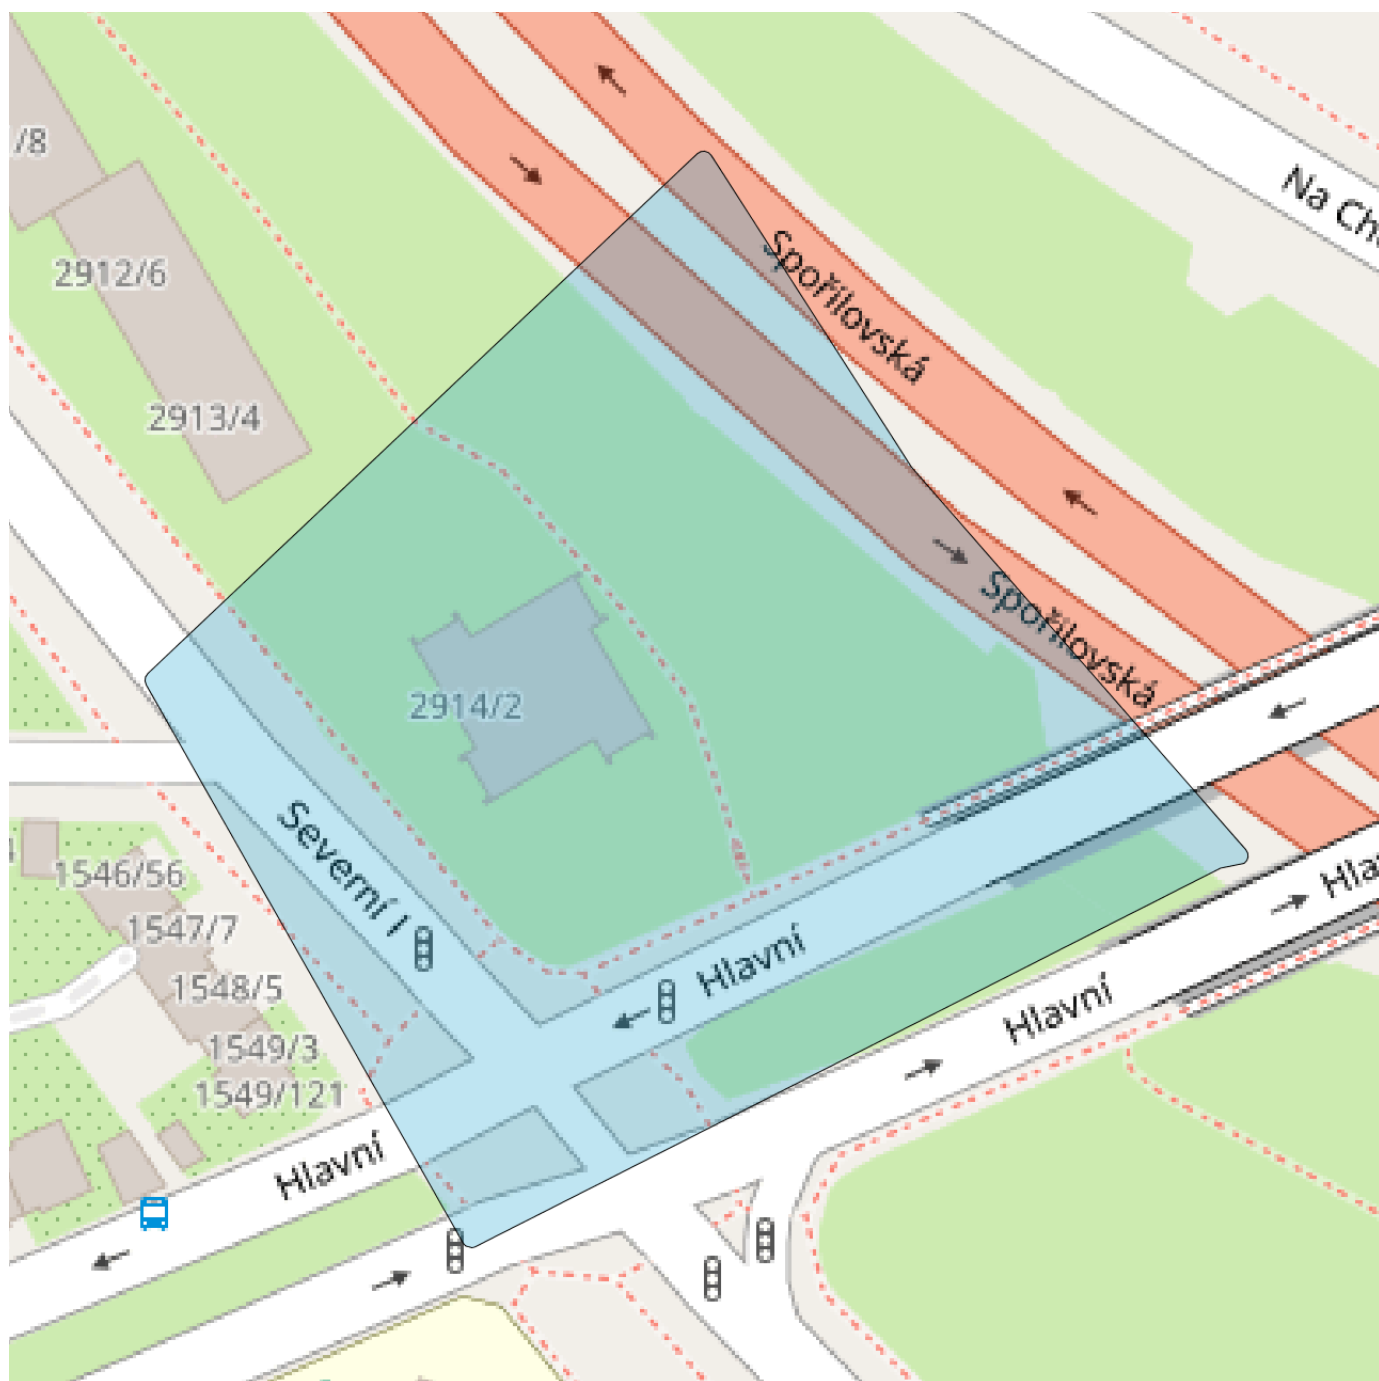 /8
Na Ch
2912/6
Spořilovská
2913/4
Spořilovská
2914/2
Severní I
1546/56
Hla
1547/7
Hlavní
1548/5
Hlavní
1549/3
1549/121
Hlavní